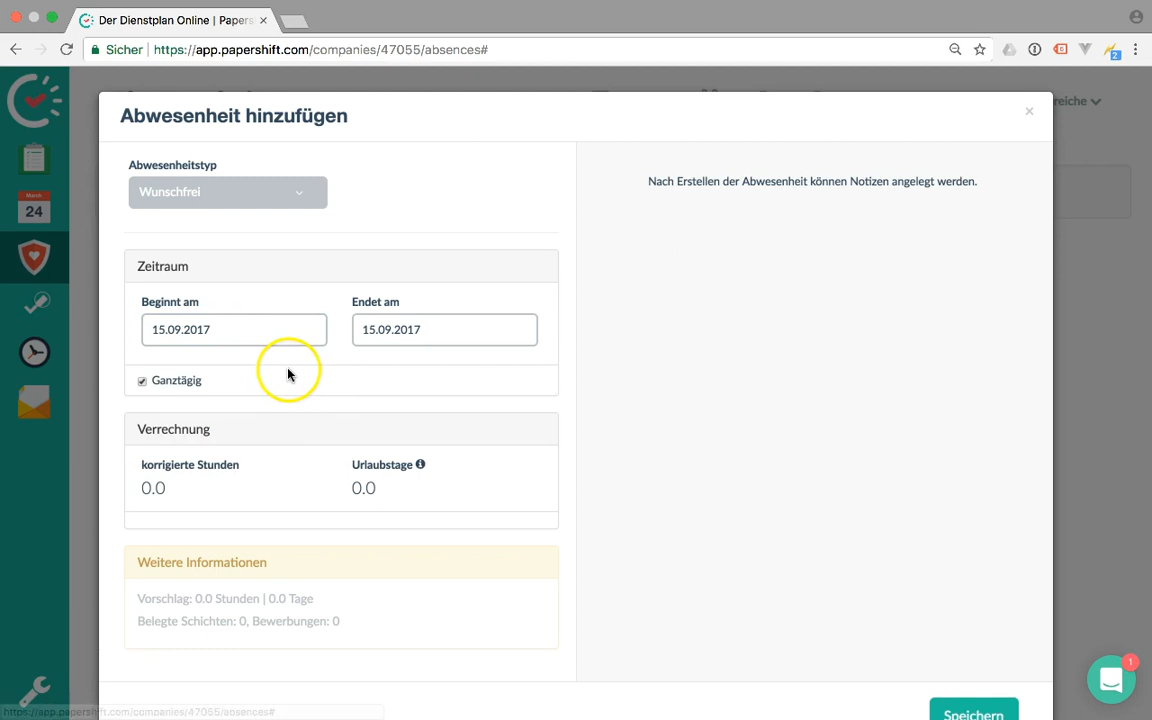 Der Dienstplan Online | Papers
Sicher
https://app.papershift.com/companies/47055/absences#
2
reiche
Abwesenheit hinzufügen
×
Abwesenheitstyp
Wunschfrei
Nach Erstellen der Abwesenheit können Notizen angelegt werden.
March
24
Zeitraum
Beginnt am
Endet am
15.09.2017
15.09.2017
Ganztägig
Verrechnung
korrigierte Stunden
Urlaubstage
0.0
0.0
Weitere Informationen
Vorschlag: 0.0 Stunden | 0.0 Tage
Belegte Schichten: 0, Bewerbungen: 0
1
Speichern
https://app.papershift.com/companies/47055/absences#